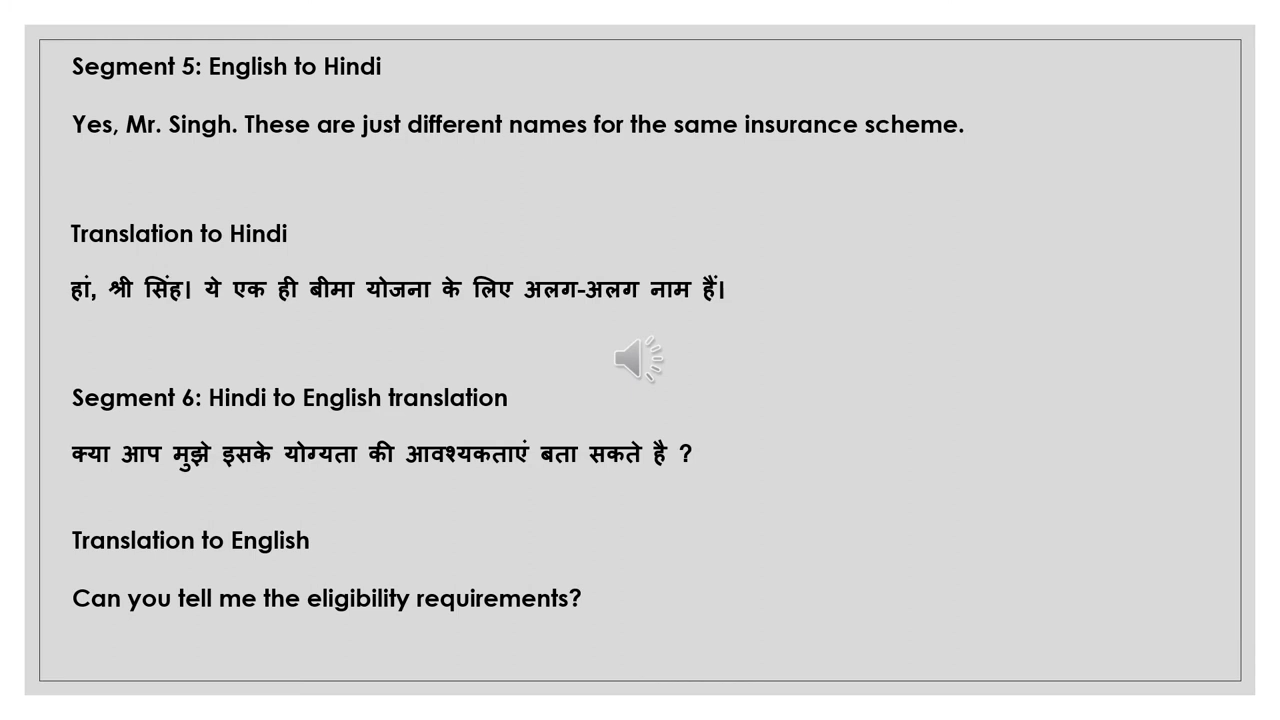 Segment 5: English to Hindi
Yes, Mr. Singh. These are just different names for the same insurance scheme.
Translation to Hindi
हां, श्री सिंह। ये एक ही बीमा योजना के लिए अलग-अलग नाम हैं।
Segment 6: Hindi to English translation
क्या आप मुझे इसके योग्यता की आवश्यकताएं बता सकते है ?
Translation to English
Can you tell me the eligibility requirements?